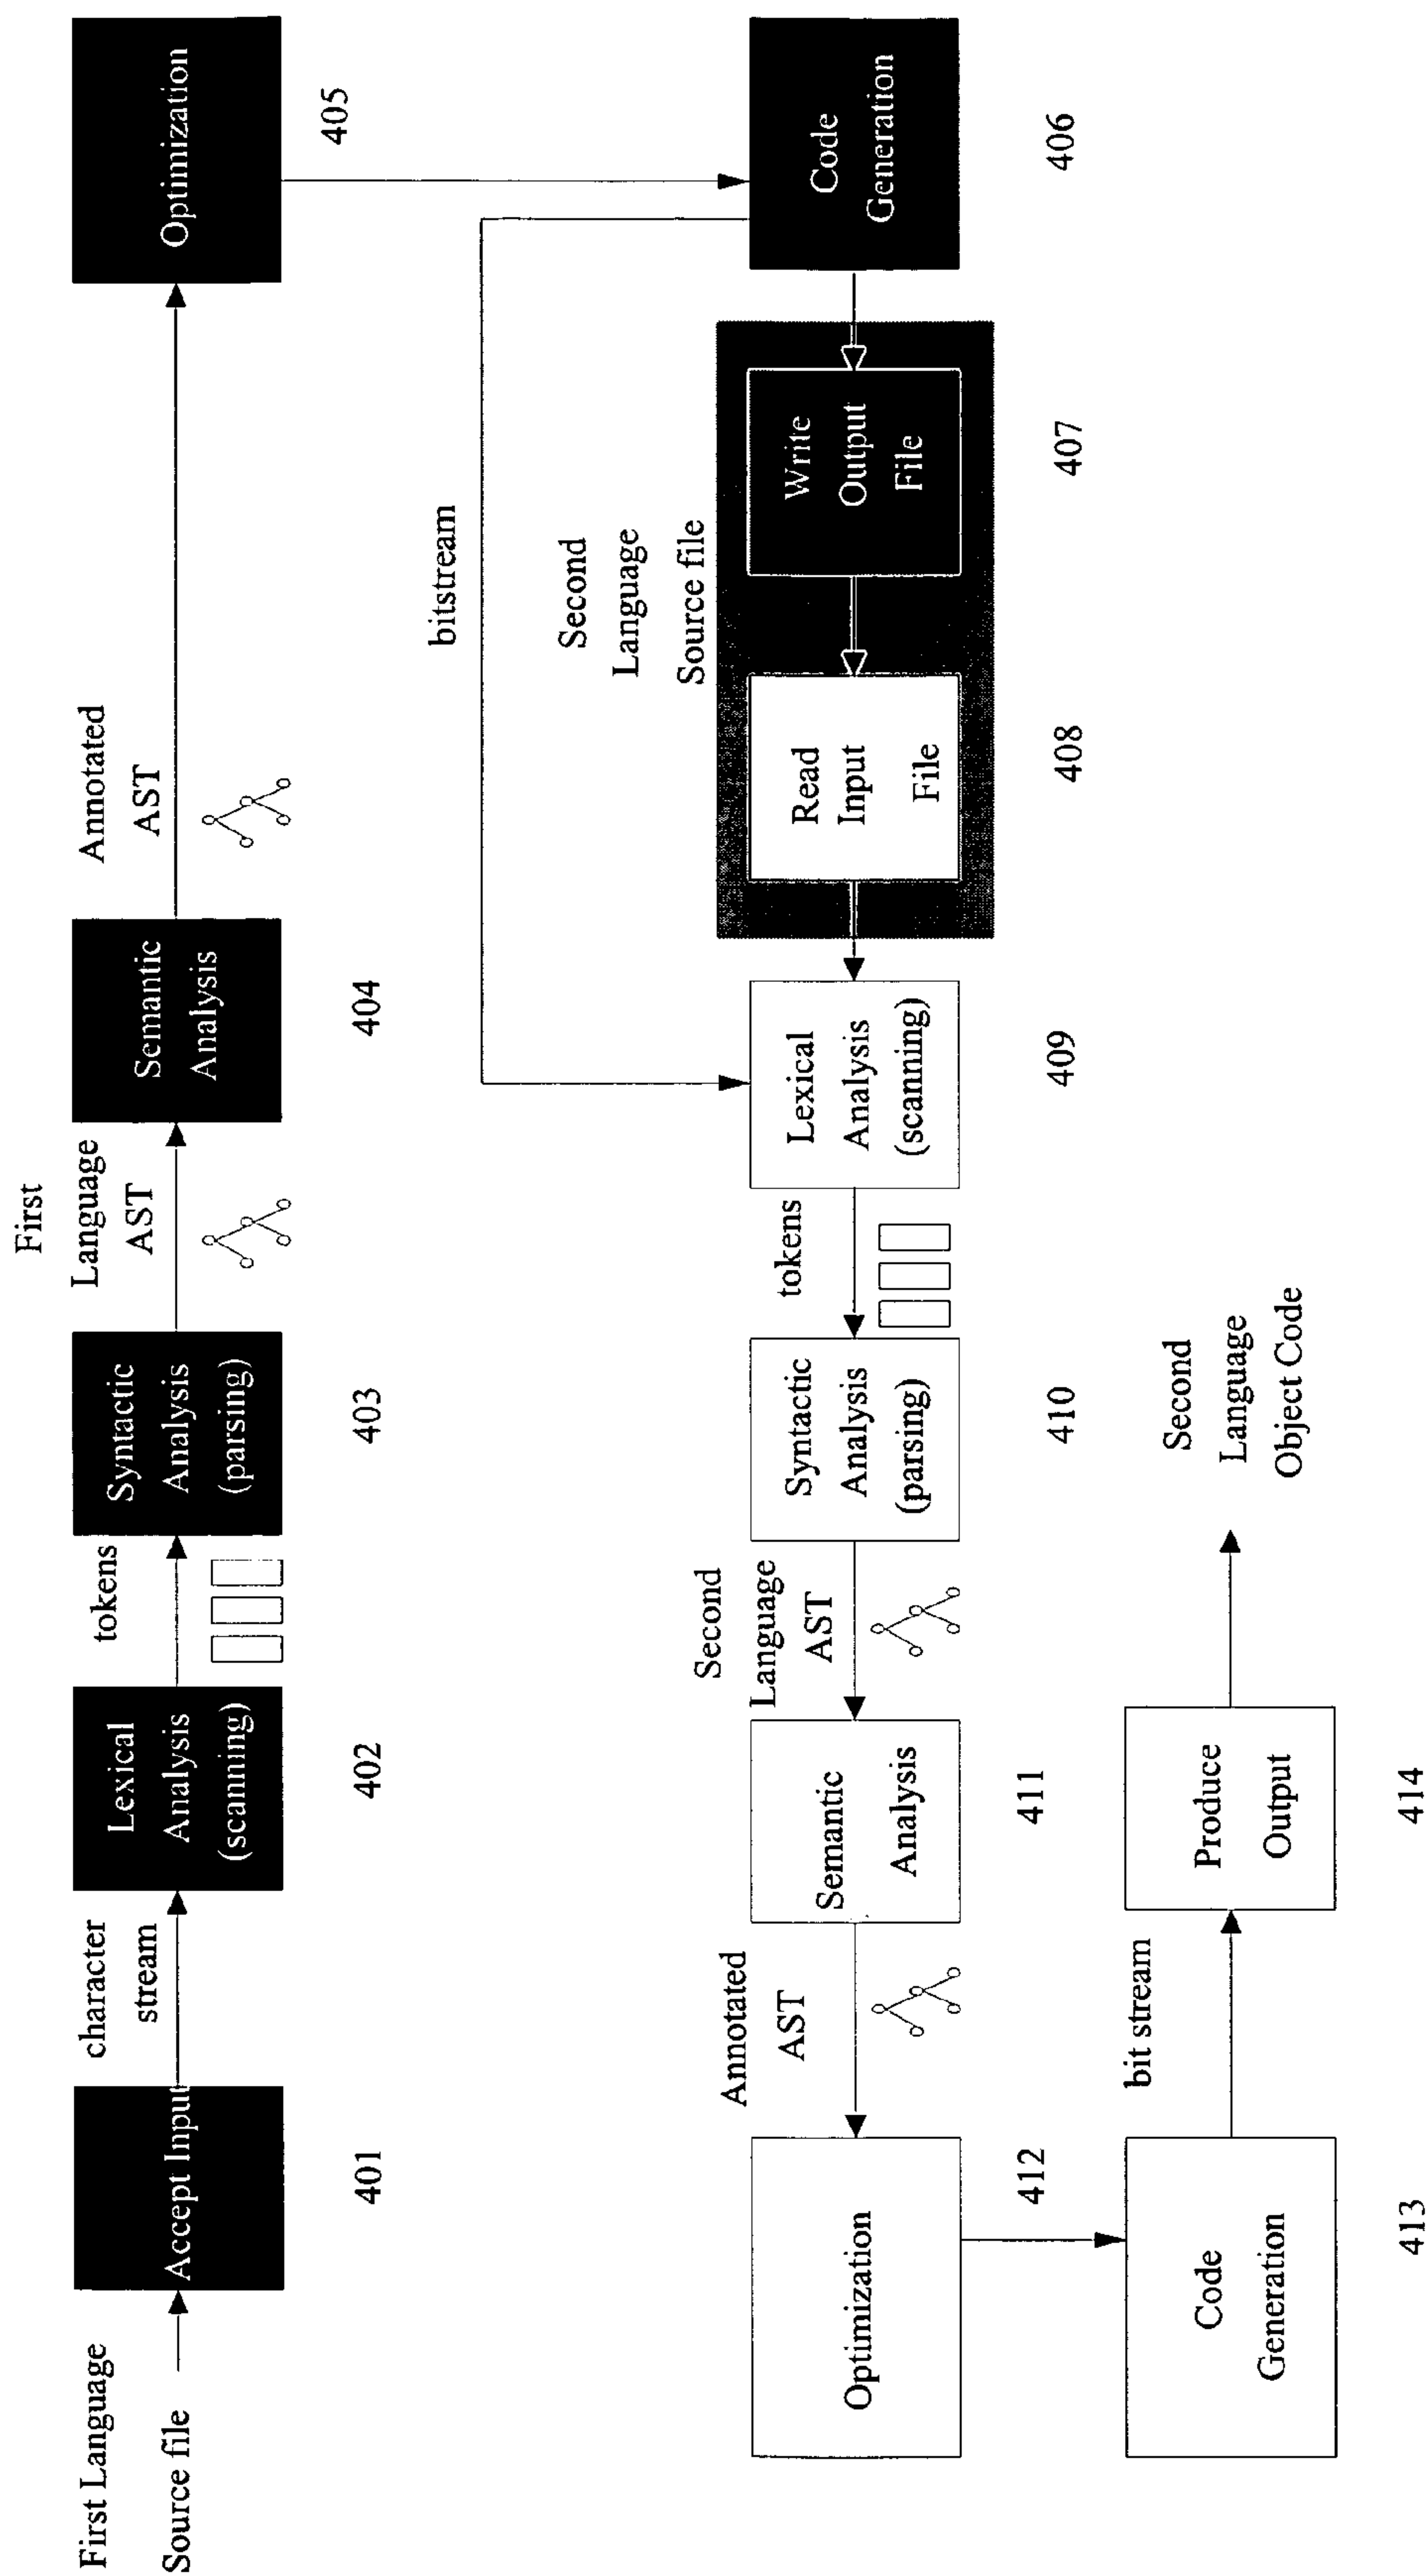 First Language
Source file
Accept Input
401
character
stream
Lexical
Analysis
(scanning)
402
tokens
Syntactic
Analysis
(parsing)
403
First
Language
AST
Semantic
Analysis
404
Annotated
AST
Optimization
405
bitstream
Code
Generation
406
Second
Language
Source file
Write
Output
File
407
Read
Input
File
408
Lexical
Analysis
(scanning)
409
tokens
Syntactic
Analysis
(parsing)
410
Second
Language
AST
Semantic
Analysis
411
Annotated
AST
Optimization
412
Code
Generation
413
bit stream
Produce
Output
414
Second
Language
Object Code